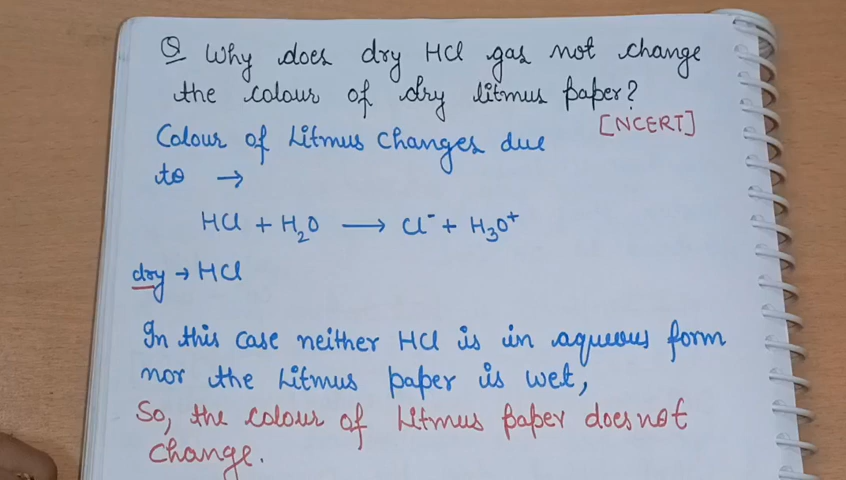 Q Why does dry HCl gas not change
the colour of dry litmus paper?
[NCERT]
Colour of Litmus changes due
to →
HCl + H₂O ⟶ Cl⁻ + H₃O⁺
dry → HCl
In this case neither HCl is in aqueous form
nor the Litmus paper is wet,
So, the colour of Litmus paper does not
change.